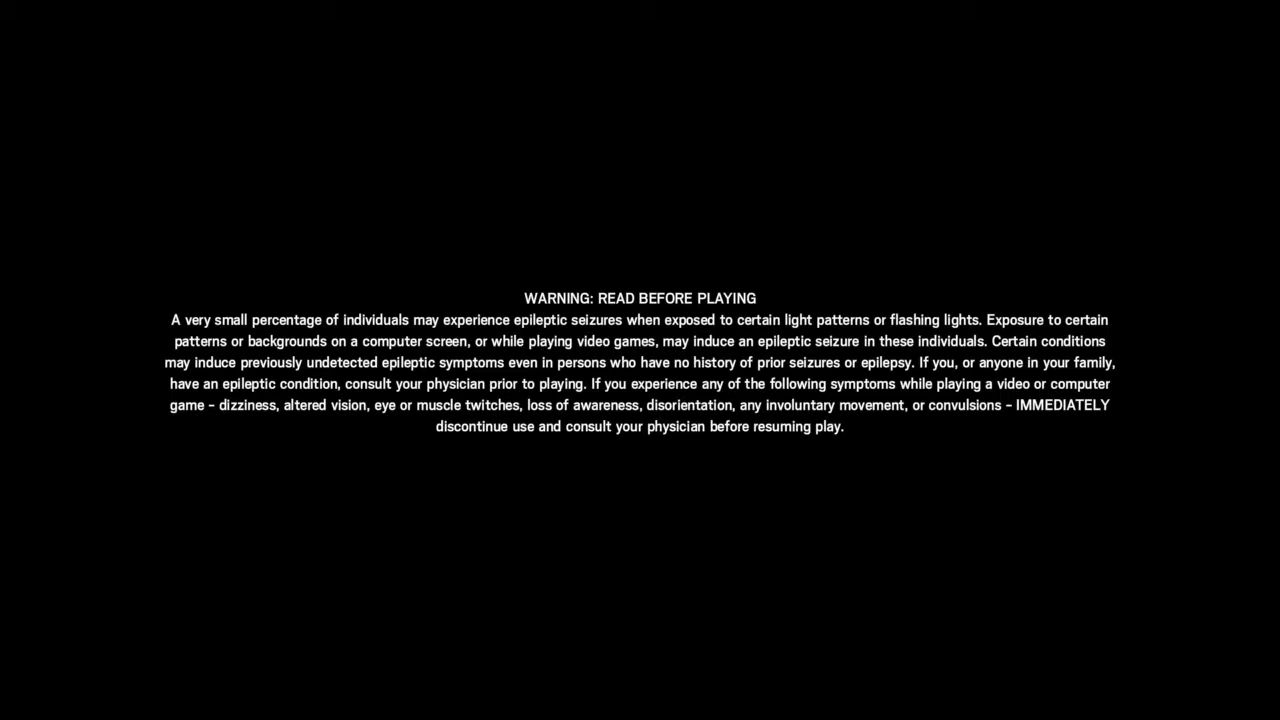 WARNING: READ BEFORE PLAYING
A very small percentage of individuals may experience epileptic seizures when exposed to certain light patterns or flashing lights. Exposure to certain
patterns or backgrounds on a computer screen, or while playing video games, may induce an epileptic seizure in these individuals. Certain conditions
may induce previously undetected epileptic symptoms even in persons who have no history of prior seizures or epilepsy. If you, or anyone in your family,
have an epileptic condition, consult your physician prior to playing. If you experience any of the following symptoms while playing a video or computer
game - dizziness, altered vision, eye or muscle twitches, loss of awareness, disorientation, any involuntary movement, or convulsions - IMMEDIATELY
discontinue use and consult your physician before resuming play.